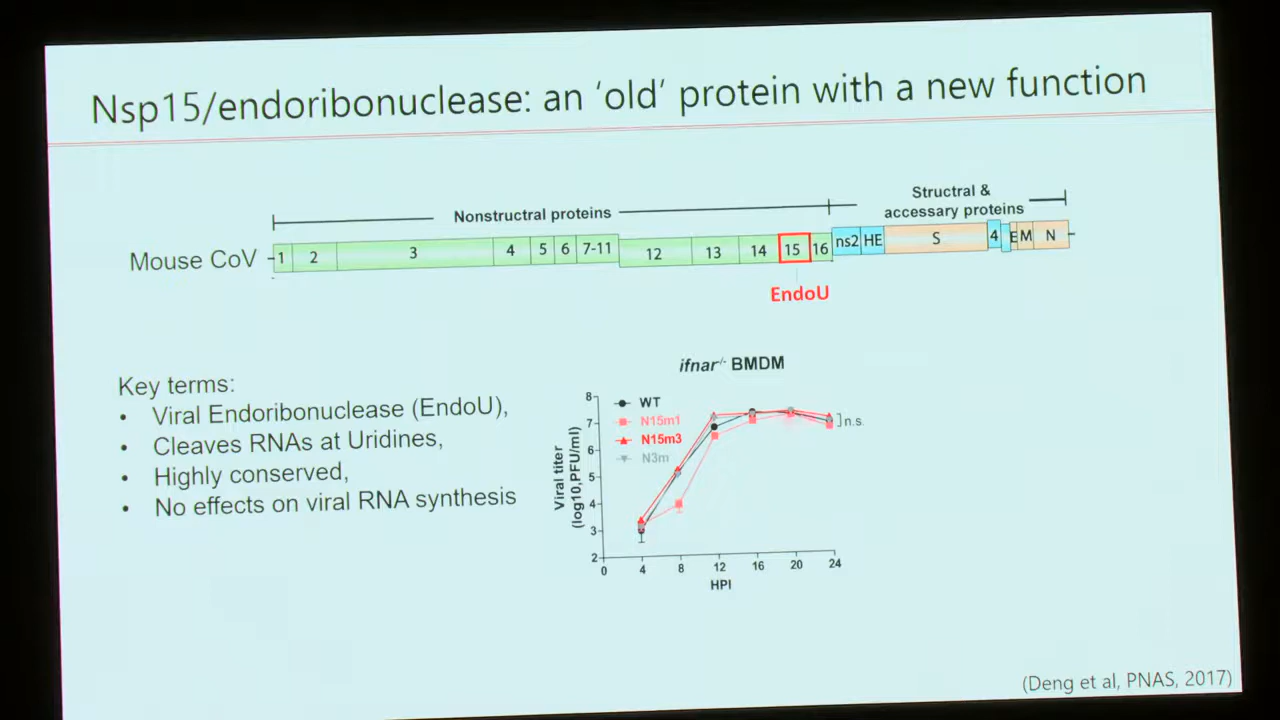 Nsp15/endoribonuclease: an ‘old’ protein with a new function
Nonstructral proteins
Structral &
accessary proteins
Mouse CoV
1 2 3 4 5 6 7-11 12 13 14 15 16 ns2 HE S 4 E M N
EndoU
Key terms:
• Viral Endoribonuclease (EndoU),
• Cleaves RNAs at Uridines,
• Highly conserved,
• No effects on viral RNA synthesis
ifnar-/- BMDM
WT
N15m1
N15m3
N3m
n.s.
Viral titer
(log10,PFU/ml)
8
7
6
5
4
3
2
0 4 8 12 16 20 24
HPI
(Deng et al, PNAS, 2017)